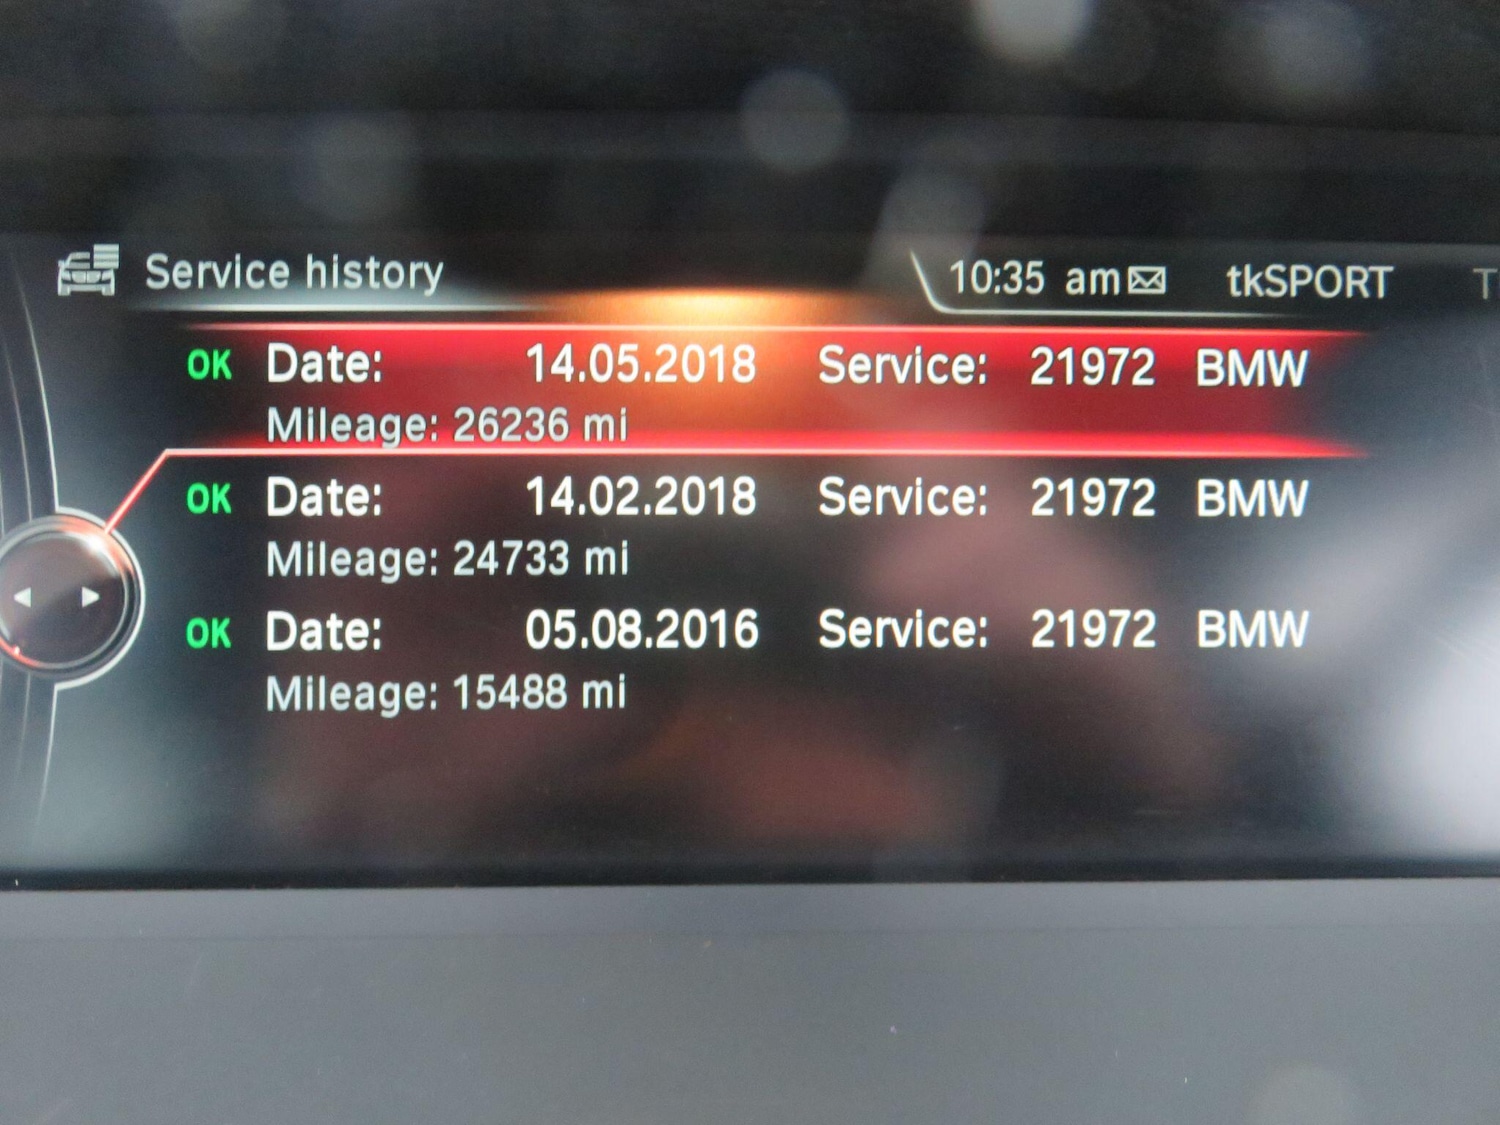 Service history 10:35 am tkSPORT T
OK Date: 14.05.2018 Service: 21972 BMW
Mileage: 26236 mi
OK Date: 14.02.2018 Service: 21972 BMW
Mileage: 24733 mi
OK Date: 05.08.2016 Service: 21972 BMW
Mileage: 15488 mi